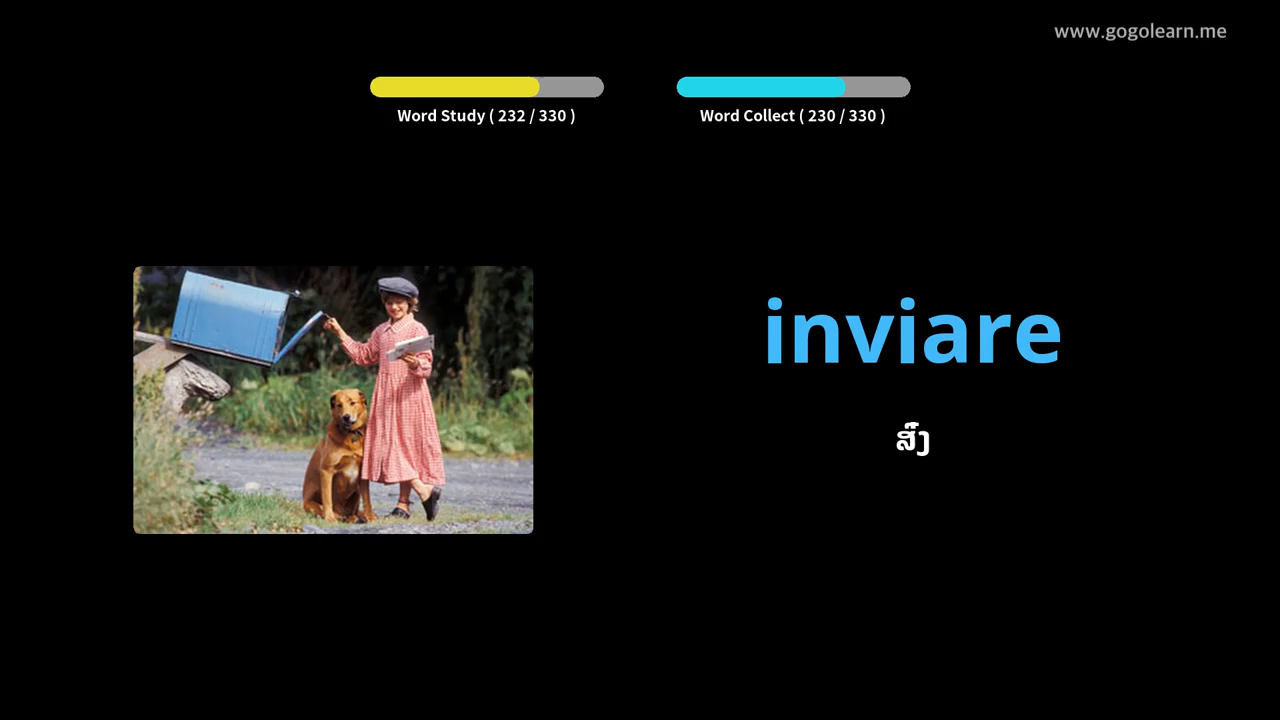 www.gogolearn.me
Word Study ( 232 / 330 )
Word Collect ( 230 / 330 )
inviare
ສົ່ງ